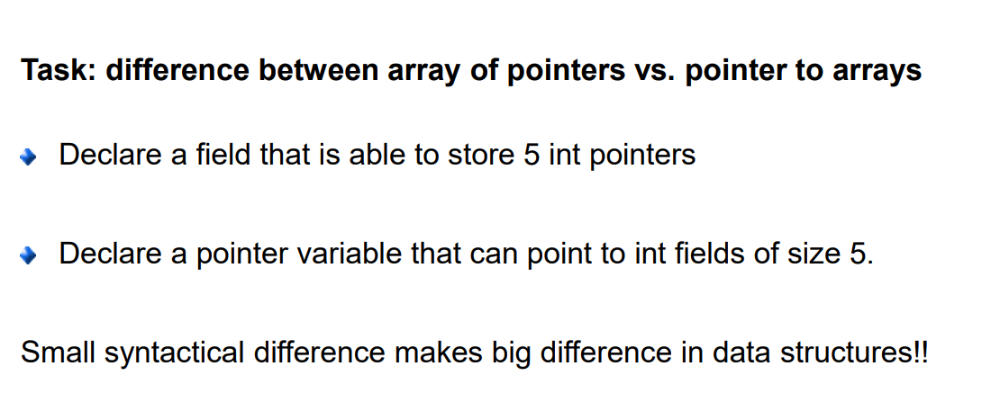 Task: difference between array of pointers vs. pointer to arrays
Declare a field that is able to store 5 int pointers
Declare a pointer variable that can point to int fields of size 5.
Small syntactical difference makes big difference in data structures!!